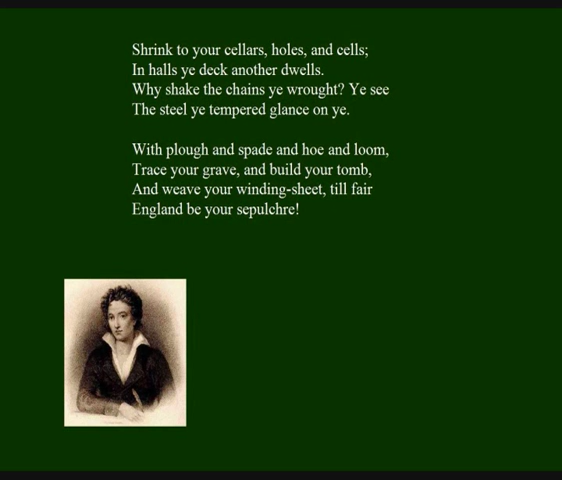 Shrink to your cellars, holes, and cells;
In halls ye deck another dwells.
Why shake the chains ye wrought? Ye see
The steel ye tempered glance on ye.
With plough and spade and hoe and loom,
Trace your grave, and build your tomb,
And weave your winding-sheet, till fair
England be your sepulchre!